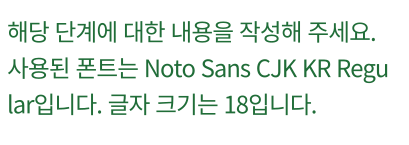 해당 단계에 대한 내용을 작성해 주세요.
사용된 폰트는 Noto Sans CJK KR Regu
lar입니다. 글자 크기는 18입니다.